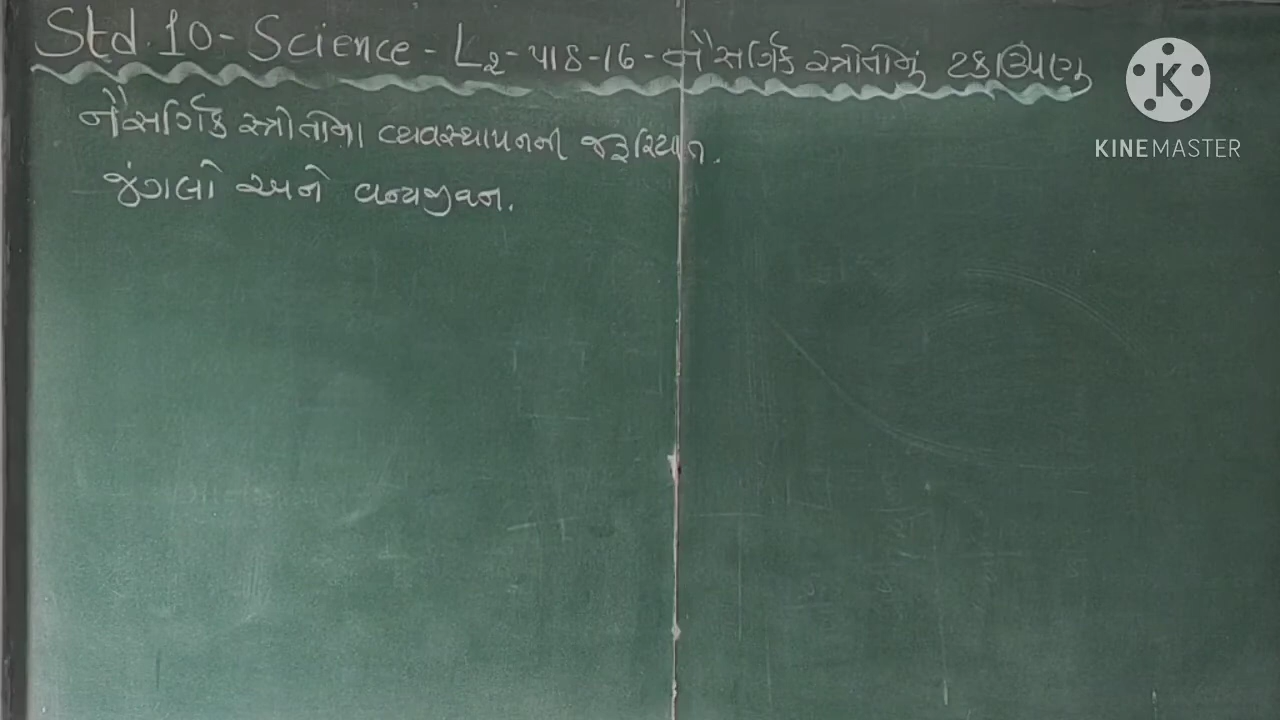 Std. 10 - Science - L2 - પાઠ-16 - નૈસર્ગિક સ્ત્રોતોનું ટકાઉપણુ
નૈસર્ગિક સ્ત્રોતોના વ્યવસ્થાપનની જરૂરિયાત.
જંગલો અને વન્યજીવન.
KINEMASTER